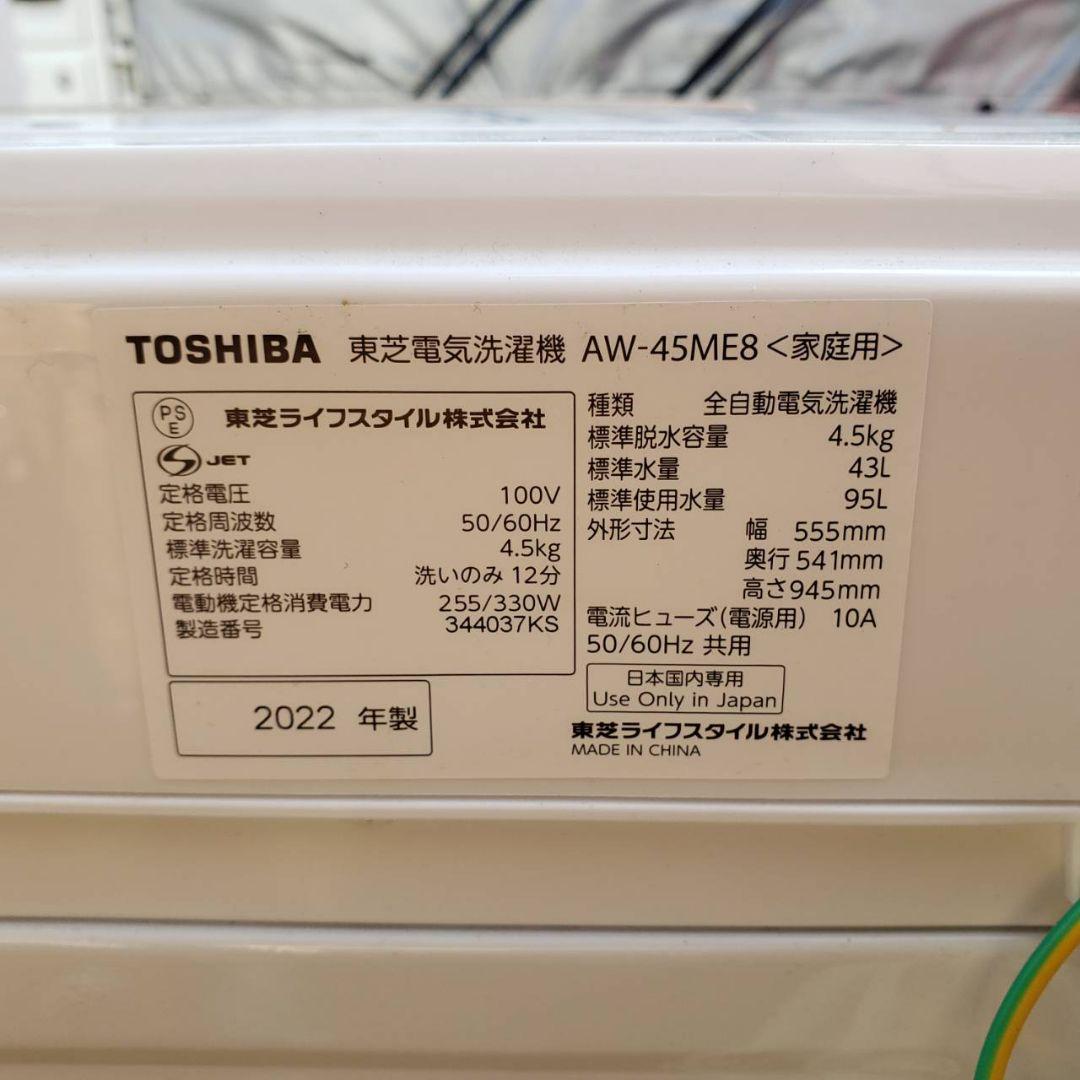 TOSHIBA 東芝電気洗濯機 AW-45ME8<家庭用>
PS
E
東芝ライフスタイル株式会社
S JET
定格電圧 100V
定格周波数 50/60Hz
標準洗濯容量 4.5kg
定格時間 洗いのみ 12分
電動機定格消費電力 255/330W
製造番号 344037KS
2022 年製
種類 全自動電気洗濯機
標準脱水容量 4.5kg
標準水量 43L
標準使用水量 95L
外形寸法 幅 555mm
奥行 541mm
高さ 945mm
電流ヒューズ(電源用) 10A
50/60Hz 共用
日本国内専用
Use Only in Japan
東芝ライフスタイル株式会社
MADE IN CHINA